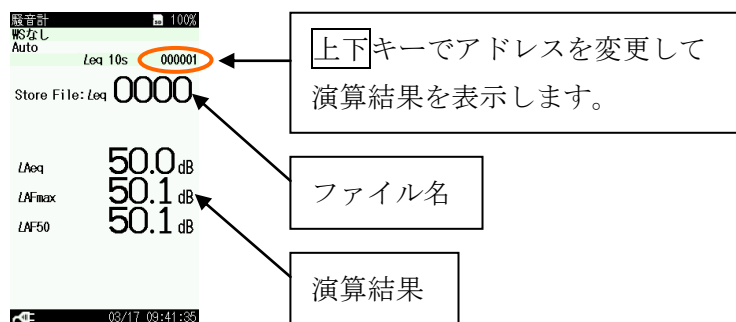 騒音計 100%
WSなし
Auto
Leq 10s 000001
Store File:Leq 0000
LAeq 50.0 dB
LAFmax 50.1 dB
LAF50 50.1 dB
03/17 09:41:35
上下キーでアドレスを変更して
演算結果を表示します。
ファイル名
演算結果